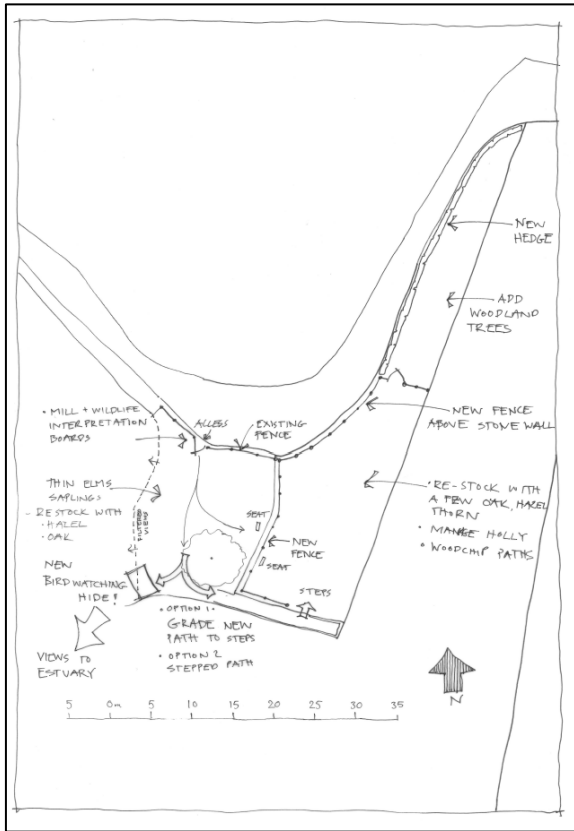 NEW
HEDGE
ADD
WOODLAND
TREES
• MILL + WILDLIFE
INTERPRETATION
BOARDS
ACCESS
EXISTING
FENCE
NEW FENCE
ABOVE STONE WALL
THIN ELMS
SAPLINGS
- RESTOCK WITH
• HAZEL
• OAK
FILTERED
VIEWS
SEAT
NEW
FENCE
SEAT
• RE-STOCK WITH
A FEW OAK, HAZEL
THORN
• MANAGE HOLLY
• WOODCHIP PATHS
NEW
BIRD WATCHING
HIDE!
STEPS
• OPTION 1.
GRADE NEW
PATH TO STEPS
• OPTION 2
STEPPED PATH
VIEWS TO
ESTUARY
N
5 0m 5 10 15 20 25 30 35